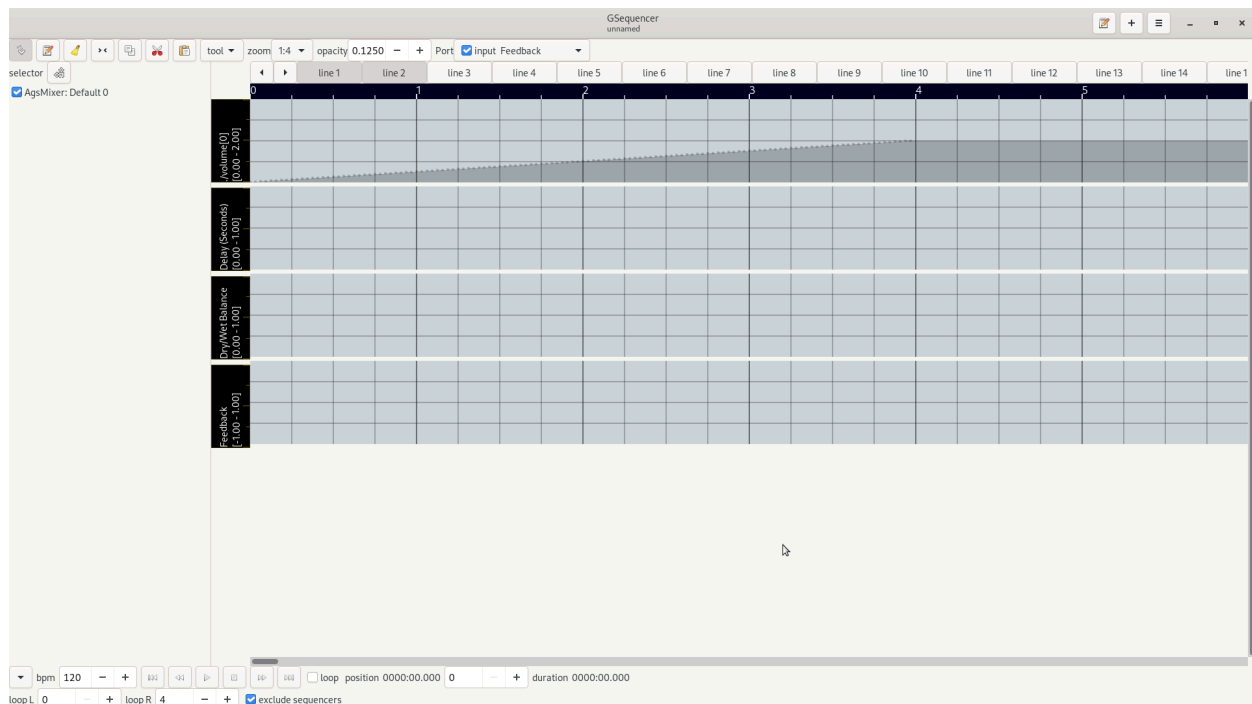 GSequencer
unnamed
tool zoom 1:4 opacity 0.1250 − + Port input Feedback
selector line 1 line 2 line 3 line 4 line 5 line 6 line 7 line 8 line 9 line 10 line 11 line 12 line 13 line 14 line 1
AgsMixer: Default 0
0 1 2 3 4 5
./volume[0]
[0.00 - 2.00]
Delay (Seconds)
[0.00 - 1.00]
Dry/Wet Balance
[0.00 - 1.00]
Feedback
[-1.00 - 1.00]
bpm 120 − + loop position 0000:00.000 0 − + duration 0000:00.000
loop L 0 − + loop R 4 − + exclude sequencers